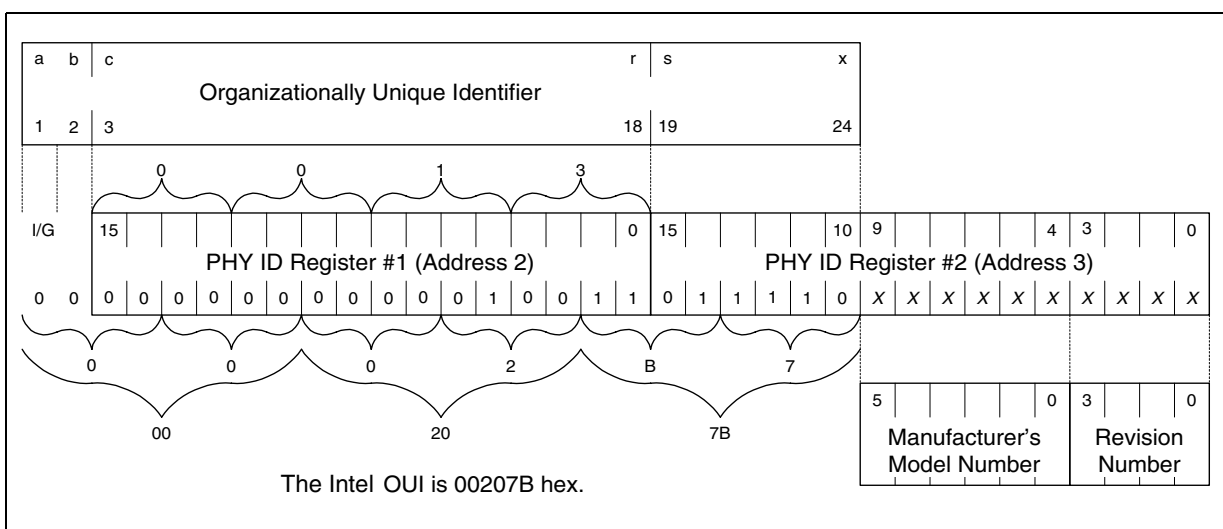 a b c r s x
Organizationally Unique Identifier
1 2 3 18 19 24
0 0 1 3
I/G 15 0 15 10 9 4 3 0
PHY ID Register #1 (Address 2) PHY ID Register #2 (Address 3)
0 0 0 0 0 0 0 0 0 0 0 0 0 1 0 0 1 1 0 1 1 1 1 0 X X X X X X X X X X
0 0 0 2 B 7
5 0 3 0
00 20 7B
Manufacturer's Revision
Model Number Number
The Intel OUI is 00207B hex.